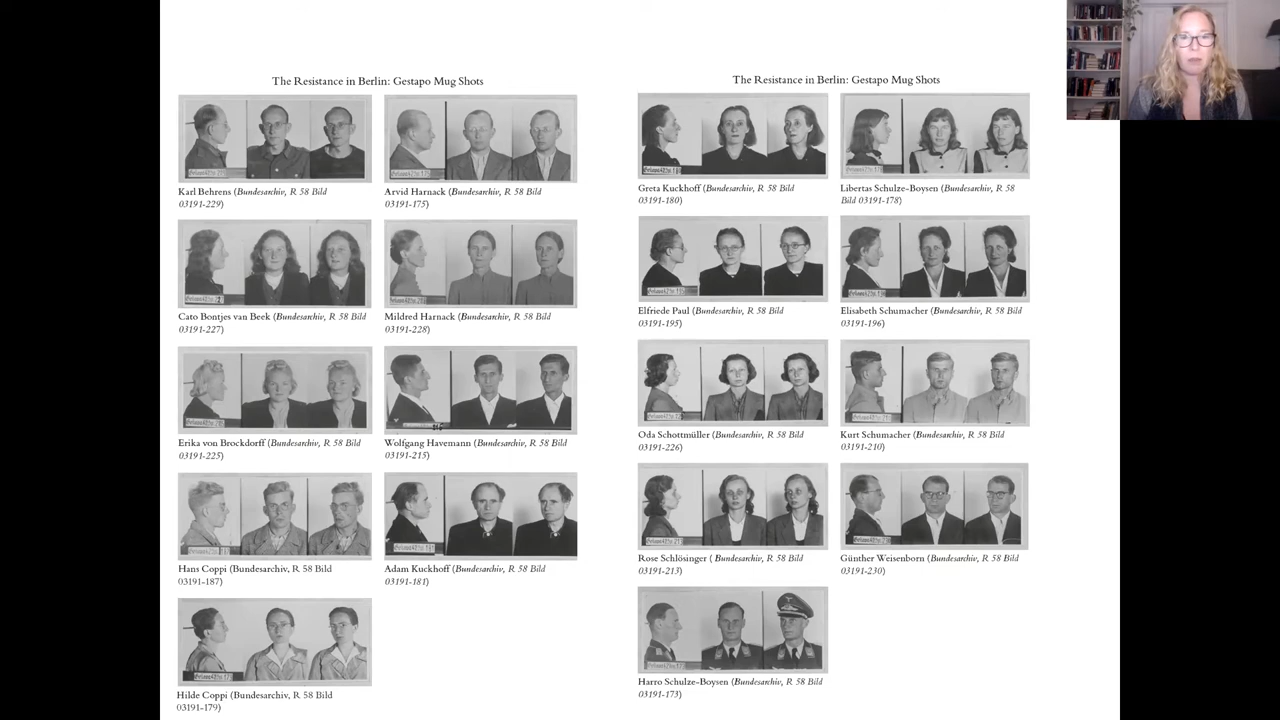 The Resistance in Berlin: Gestapo Mug Shots
Karl Behrens (Bundesarchiv, R 58 Bild
03191-229)
Arvid Harnack (Bundesarchiv, R 58 Bild
03191-175)
Cato Bontjes van Beek (Bundesarchiv, R 58 Bild
03191-227)
Mildred Harnack (Bundesarchiv, R 58 Bild
03191-228)
Erika von Brockdorff (Bundesarchiv, R 58 Bild
03191-225)
Wolfgang Havemann (Bundesarchiv, R 58 Bild
03191-215)
Hans Coppi (Bundesarchiv, R 58 Bild
03191-187)
Adam Kuckhoff (Bundesarchiv, R 58 Bild
03191-181)
Hilde Coppi (Bundesarchiv, R 58 Bild
03191-179)
The Resistance in Berlin: Gestapo Mug Shots
Greta Kuckhoff (Bundesarchiv, R 58 Bild
03191-180)
Libertas Schulze-Boysen (Bundesarchiv, R 58
Bild 03191-178)
Elfriede Paul (Bundesarchiv, R 58 Bild
03191-195)
Elisabeth Schumacher (Bundesarchiv, R 58 Bild
03191-196)
Oda Schottmüller (Bundesarchiv, R 58 Bild
03191-226)
Kurt Schumacher (Bundesarchiv, R 58 Bild
03191-210)
Rose Schlösinger ( Bundesarchiv, R 58 Bild
03191-213)
Günther Weisenborn (Bundesarchiv, R 58 Bild
03191-230)
Harro Schulze-Boysen (Bundesarchiv, R 58 Bild
03191-173)